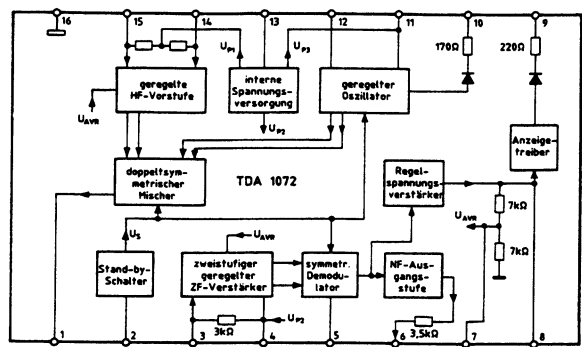 15 14 13 12 11 10 9
16
170Ω 220Ω
U_P1 U_P3
geregelte
HF-Vorstufe
interne
Spannungs-
versorgung
geregelter
Oszillator
U_AVR
U_P2
Anzeige-
treiber
doppeltsym-
metrischer
Mischer
TDA 1072
Regel-
spannungs-
verstärker
7kΩ
U_AVR
7kΩ
U_S
U_AVR
Stand-by-
Schalter
zweistufiger
geregelter
ZF-Verstärker
symmetr.
Demodu-
lator
NF-Aus-
gangs-
stufe
3kΩ
U_P2
3,5kΩ
1 2 3 4 5 6 7 8